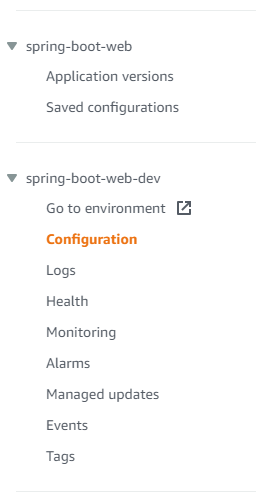 spring-boot-web
Application versions
Saved configurations
spring-boot-web-dev
Go to environment
Configuration
Logs
Health
Monitoring
Alarms
Managed updates
Events
Tags